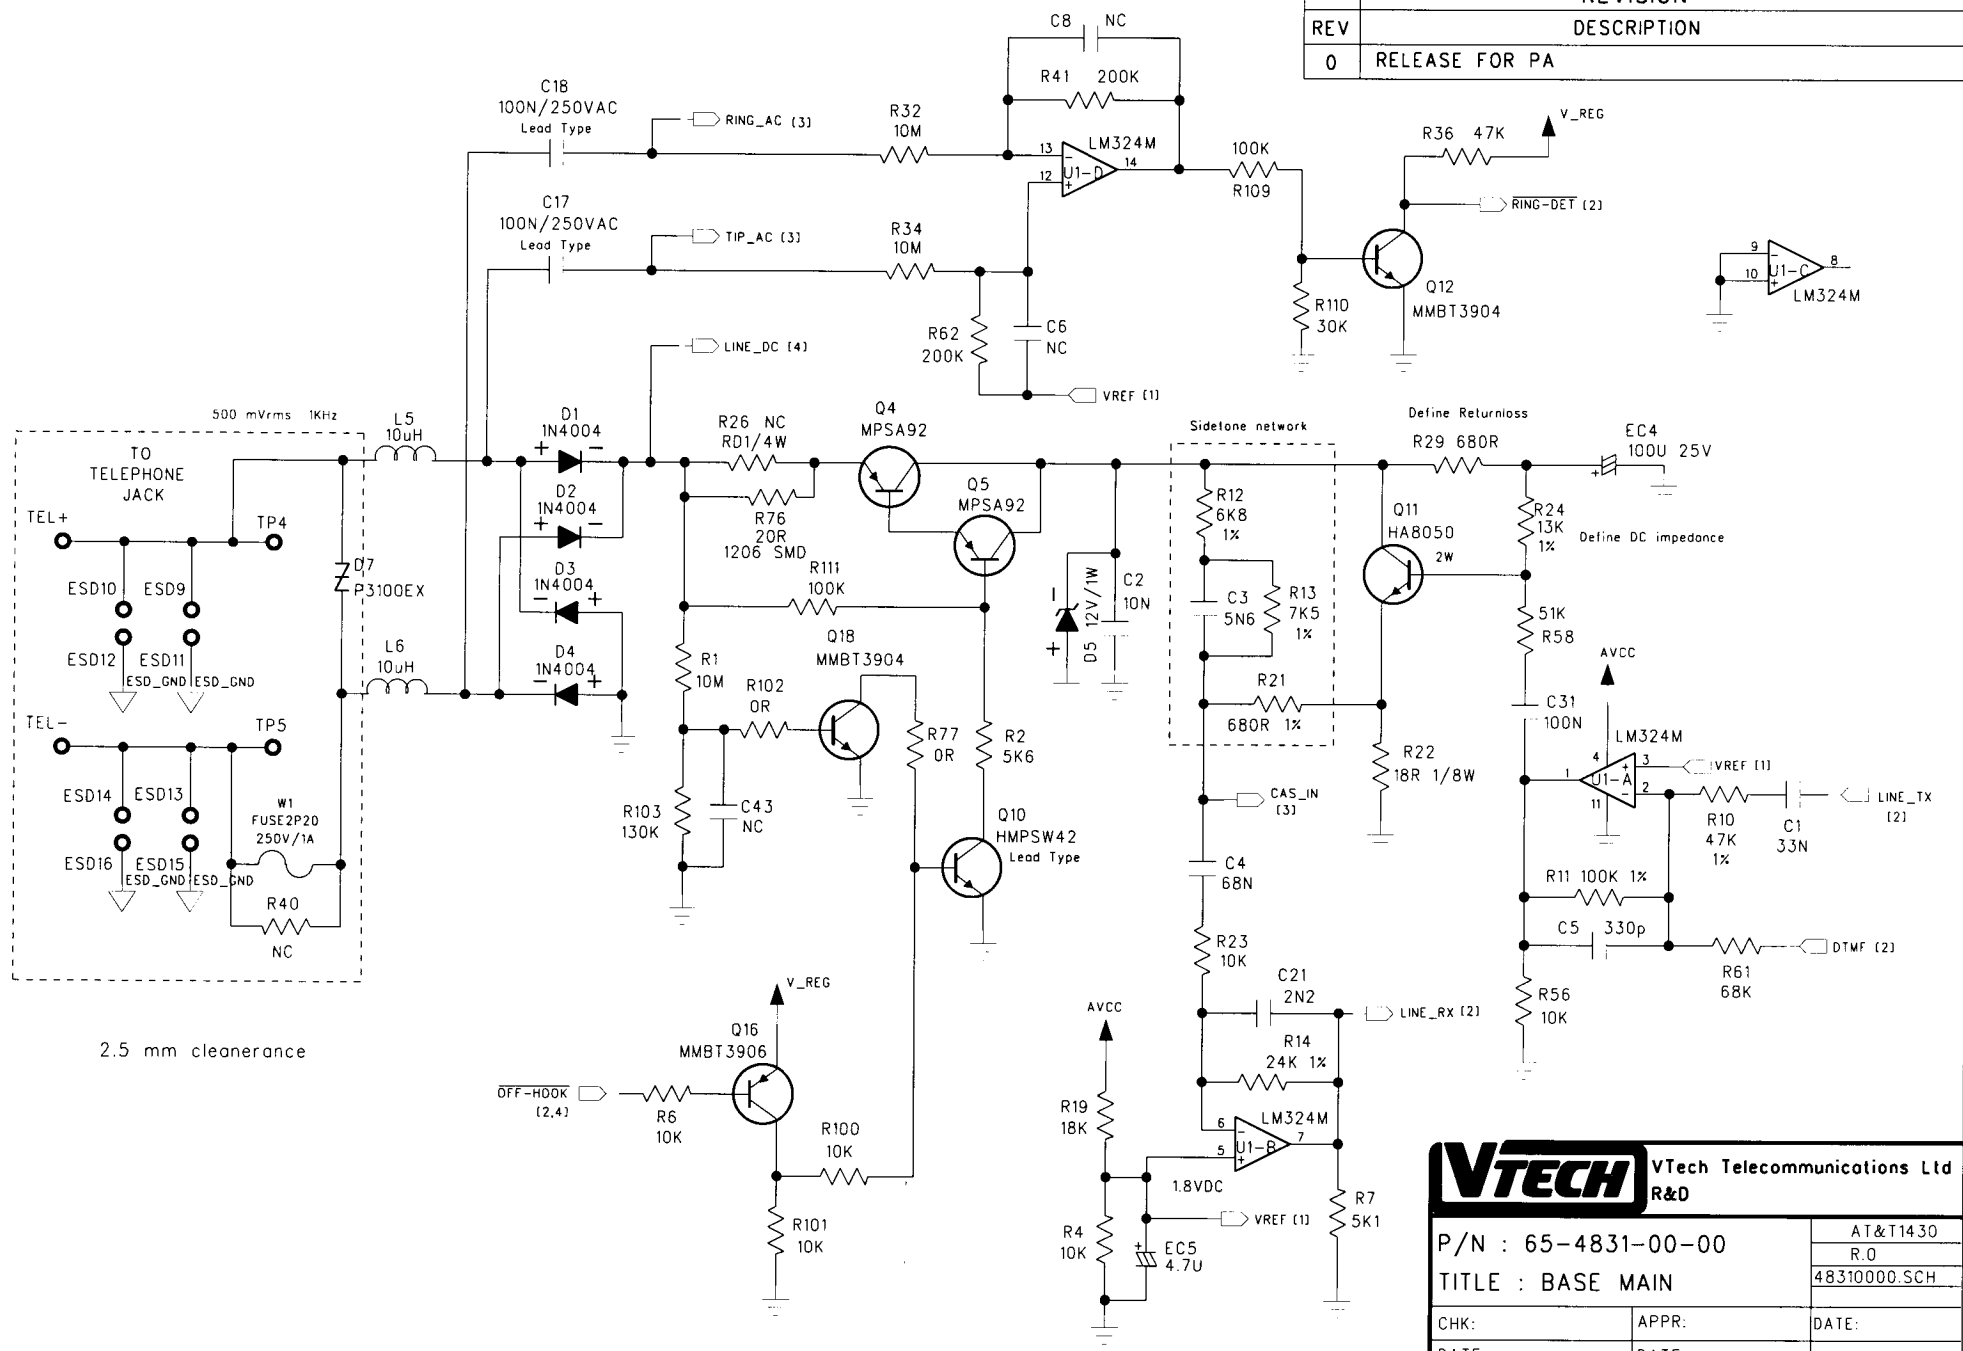 REV
DESCRIPTION
0
RELEASE FOR PA
C8 NC
R41 200K
C18
100N/250VAC
Lead Type
RING_AC [3]
R32
10M
13
12
14
LM324M
U1-D
100K
R109
R36 47K
V_REG
RING-DET [2]
Q12
MMBT3904
R110
30K
9
10
8
U1-C
LM324M
C17
100N/250VAC
Lead Type
TIP_AC [3]
R34
10M
R62
200K
C6
NC
VREF [1]
LINE_DC [4]
500 mVrms 1KHz
TO
TELEPHONE
JACK
TEL+
TP4
ESD10
ESD9
ESD12
ESD11
ESD_GND
ESD_GND
D7
P3100EX
TEL-
TP5
ESD14
ESD13
ESD16
ESD15
ESD_GND
ESD_GND
W1
FUSE2P20
250V/1A
R40
NC
2.5 mm cleanerance
L5
10uH
L6
10uH
D1
1N4004
D2
1N4004
D3
1N4004
D4
1N4004
R26 NC
RD1/4W
R76
20R
1206 SMD
Q4
MPSA92
Q5
MPSA92
R111
100K
Q18
MMBT3904
R1
10M
R102
0R
R103
130K
C43
NC
R77
0R
R2
5K6
Q10
HMPSW42
Lead Type
D5 12V/1W
C2
10N
Sidetone network
R12
6K8
1%
C3
5N6
R13
7K5
1%
R21
680R 1%
Define Returnloss
R29 680R
EC4
100U 25V
Q11
HA8050
2W
R24
13K
1%
Define DC impedance
51K
R58
C31
100N
R22
18R 1/8W
AVCC
LM324M
4
3
1
2
11
U1-A
VREF [1]
R10
47K
1%
C1
33N
LINE_TX
[2]
R11 100K 1%
C5 330p
R61
68K
DTMF [2]
R56
10K
CAS_IN
[3]
C4
68N
R23
10K
C21
2N2
LINE_RX [2]
R14
24K 1%
LM324M
6
5
7
U1-B
1.8VDC
VREF [1]
R7
5K1
AVCC
R19
18K
R4
10K
EC5
4.7U
V_REG
Q16
MMBT3906
OFF-HOOK
[2,4]
R6
10K
R100
10K
R101
10K
VTECH
VTech Telecommunications Ltd
R&D
P/N : 65-4831-00-00
AT&T1430
R.0
TITLE : BASE MAIN
48310000.SCH
CHK:
APPR:
DATE: